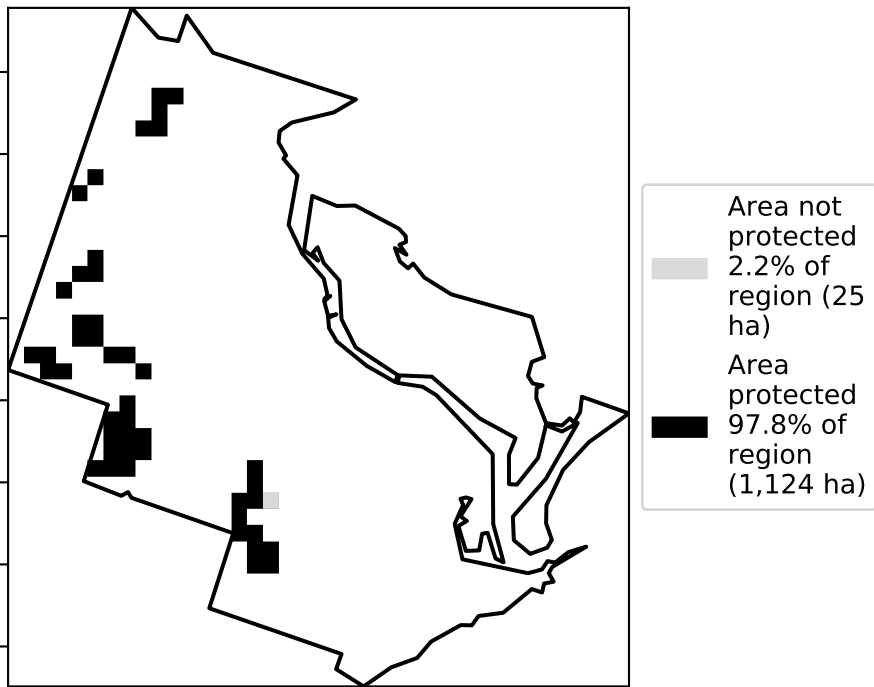 Area not
protected
2.2% of
region (25
ha)
Area
protected
97.8% of
region
(1,124 ha)